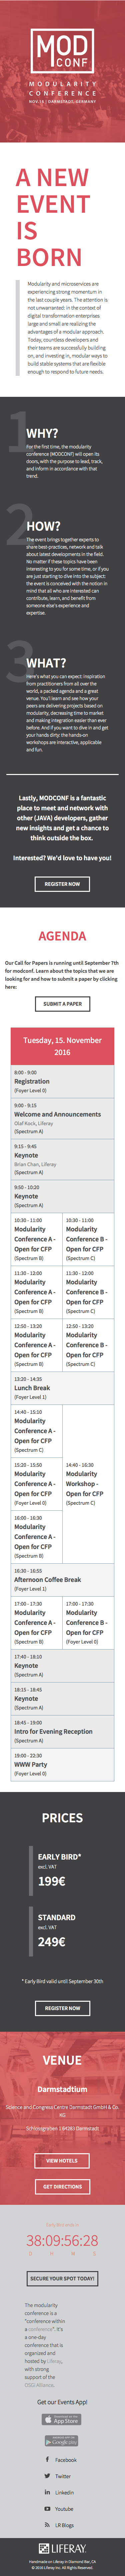 MOD
CONF
MODULARITY
CONFERENCE
NOV.15 | DARMSTADT, GERMANY
A NEW
EVENT
IS
BORN
Modularity and microservices are
experiencing strong momentum in
the last couple years. The attention is
not unwarranted: in the context of
digital transformation enterprises
large and small are realizing the
advantages of a modular approach.
Today, countless developers and
their teams are successfully building
on, and investing in, modular ways to
build stable systems that are flexible
enough to respond to future needs.
1
WHY?
For the first time, the modularity
conference (MODCONF) will open its
doors, with the purpose to lead, track,
and inform in accordance with that
trend.
2
HOW?
The event brings together experts to
share best practices, network and talk
about latest developments in the field.
No matter if these topics have been
interesting to you for some time, or if you
are just starting to dive into the subject:
the event is conceived with the notion in
mind that all who are interested can
contribute, learn, and benefit from
someone else's experience and
expertise.
3
WHAT?
Here's what you can expect: Inspiration
from prominent speakers from all over
the world, a packed agenda and a great
venue. You'll learn and see how your
peers are delivering projects based on
modularity, decreasing time to market
and making integration easier than ever
before. And if you want to dive in and get
your hands dirty: the hands-on
workshops are interactive, applicable
and fun.
Lastly, MODCONF is a fantastic
place to meet and network with
other (JAVA) developers, gather
new insights and get a chance to
think outside the box.
Interested? We'd love to have you!
REGISTER NOW
AGENDA
Our Call for Papers is running until September 7th
for modconf. Learn about the topics that we are
looking for and how to submit a paper by clicking
here:
SUBMIT A PAPER
Tuesday, 15. November
2016
8:00 - 9:00
Registration
(Foyer Level 0)
9:00 - 9:15
Welcome and Announcements
Olaf Kock, Liferay
(Spectrum A)
9:15 - 9:45
Keynote
Brian Chan, Liferay
(Spectrum A)
9:50 - 10:20
Keynote
(Spectrum A)
10:30 - 11:00
Modularity
Conference A -
Open for CFP
(Spectrum B)
10:30 - 11:00
Modularity
Conference B -
Open for CFP
(Spectrum C)
11:30 - 12:00
Modularity
Conference A -
Open for CFP
(Spectrum B)
11:30 - 12:00
Modularity
Conference B -
Open for CFP
(Spectrum C)
12:50 - 13:20
Modularity
Conference A -
Open for CFP
(Spectrum B)
12:50 - 13:20
Modularity
Conference B -
Open for CFP
(Spectrum C)
13:20 - 14:35
Lunch Break
(Foyer Level 1)
14:40 - 15:10
Modularity
Conference A -
Open for CFP
(Spectrum C)
15:20 - 15:50
Modularity
Conference A -
Open for CFP
(Foyer Level 0)
14:40 - 16:30
Modularity
Workshop -
Open for CFP
(Spectrum C)
16:00 - 16:30
Modularity
Conference A -
Open for CFP
(Spectrum B)
16:30 - 16:55
Afternoon Coffee Break
(Foyer Level 1)
17:00 - 17:30
Modularity
Conference A -
Open for CFP
(Spectrum B)
17:00 - 17:30
Modularity
Conference B -
Open for CFP
(Foyer Level 0)
17:40 - 18:10
Keynote
(Spectrum A)
18:15 - 18:45
Keynote
(Spectrum A)
18:45 - 19:00
Intro for Evening Reception
(Spectrum A)
19:00 - 22:30
WWW Party
(Foyer Level 0)
PRICES
EARLY BIRD*
excl. VAT
199€
STANDARD
excl. VAT
249€
* Early Bird valid until September 30th
REGISTER NOW
VENUE
Darmstadtium
Science and Congress Centre Darmstadt GmbH & Co.
KG
Schlossgraben 1 64283 Darmstadt
VIEW HOTELS
GET DIRECTIONS
38:09:56:28
SECURE YOUR SPOT TODAY!
The modularity
conference is a
"conference within
a conference". It's
a one-day
conference that is
organized and
hosted by Liferay,
with strong
support of the
OSGi Alliance.
Get our Events App!
App Store
Google play
Facebook
Twitter
Linkedin
Youtube
LR Blogs
LIFERAY.
Handmade on Liferay in Diamond Bar, CA
© 2016 Liferay Inc. All Rights Reserved.